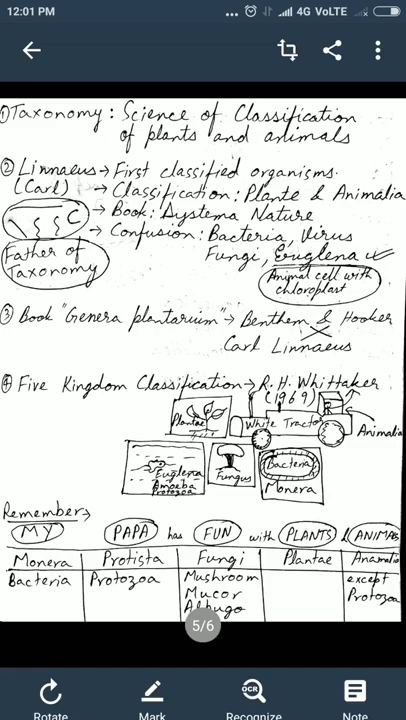 12:01 PM
... 4G VoLTE
① Taxonomy : Science of Classification
of plants and animals
② Linnaeus → First classified organisms.
(Carl) → Classification : Plante & Animalia
→ Book : Systema Nature
→ Confusion : Bacteria, Virus
Fungi, Euglena
Father of
Taxonomy
Animal cell with
chloroplast
③ Book "Genera plantarium" → Benthem & Hooker
Carl Linnaeus
④ Five Kingdom Classification → R. H. Whittaker
(1969)
Plantae
White Tractor
Animalia
Euglena
Amoeba
Protozoa
Fungus
Bacteria
Monera
Remember →
MY PAPA has FUN with PLANTS & ANIMAS
Monera Protista Fungi Plantae Anamalia
Bacteria Protozoa Mushroom except
Mucor Protozoa
Albugo
5/6
Rotate Mark Recognize Note
OCR